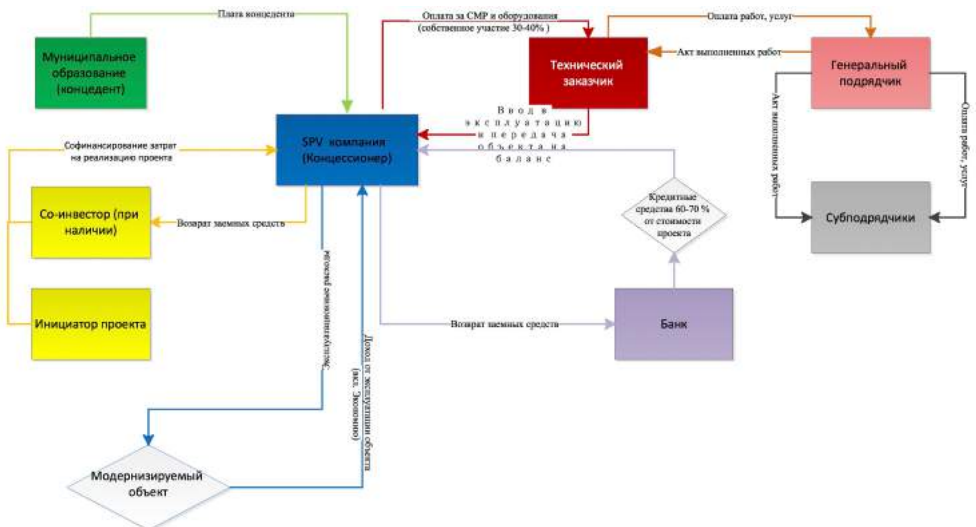 Плата концедента
Оплата за СМР и оборудования
(собственное участие 30-40% )
Оплата работ, услуг
Муниципальное
образование
(концедент)
Технический
заказчик
Акт выполненных работ
Генеральный
подрядчик
Ввод в
эксплуатацию
и передача
объекта на
баланс
Акт выполненных работ
Оплата работ, услуг
Софинансирование затрат
на реализацию проекта
SPV компания
(Концессионер)
Со-инвестор (при
наличии)
Возврат заемных средств
Кредитные
средства 60-70 %
от стоимости
проекта
Субподрядчики
Эксплуатационные расходы
Инициатор проекта
Возврат заемных средств
Банк
Доход от эксплуатации объекта
(вкл. Экономию)
Модернизируемый
объект